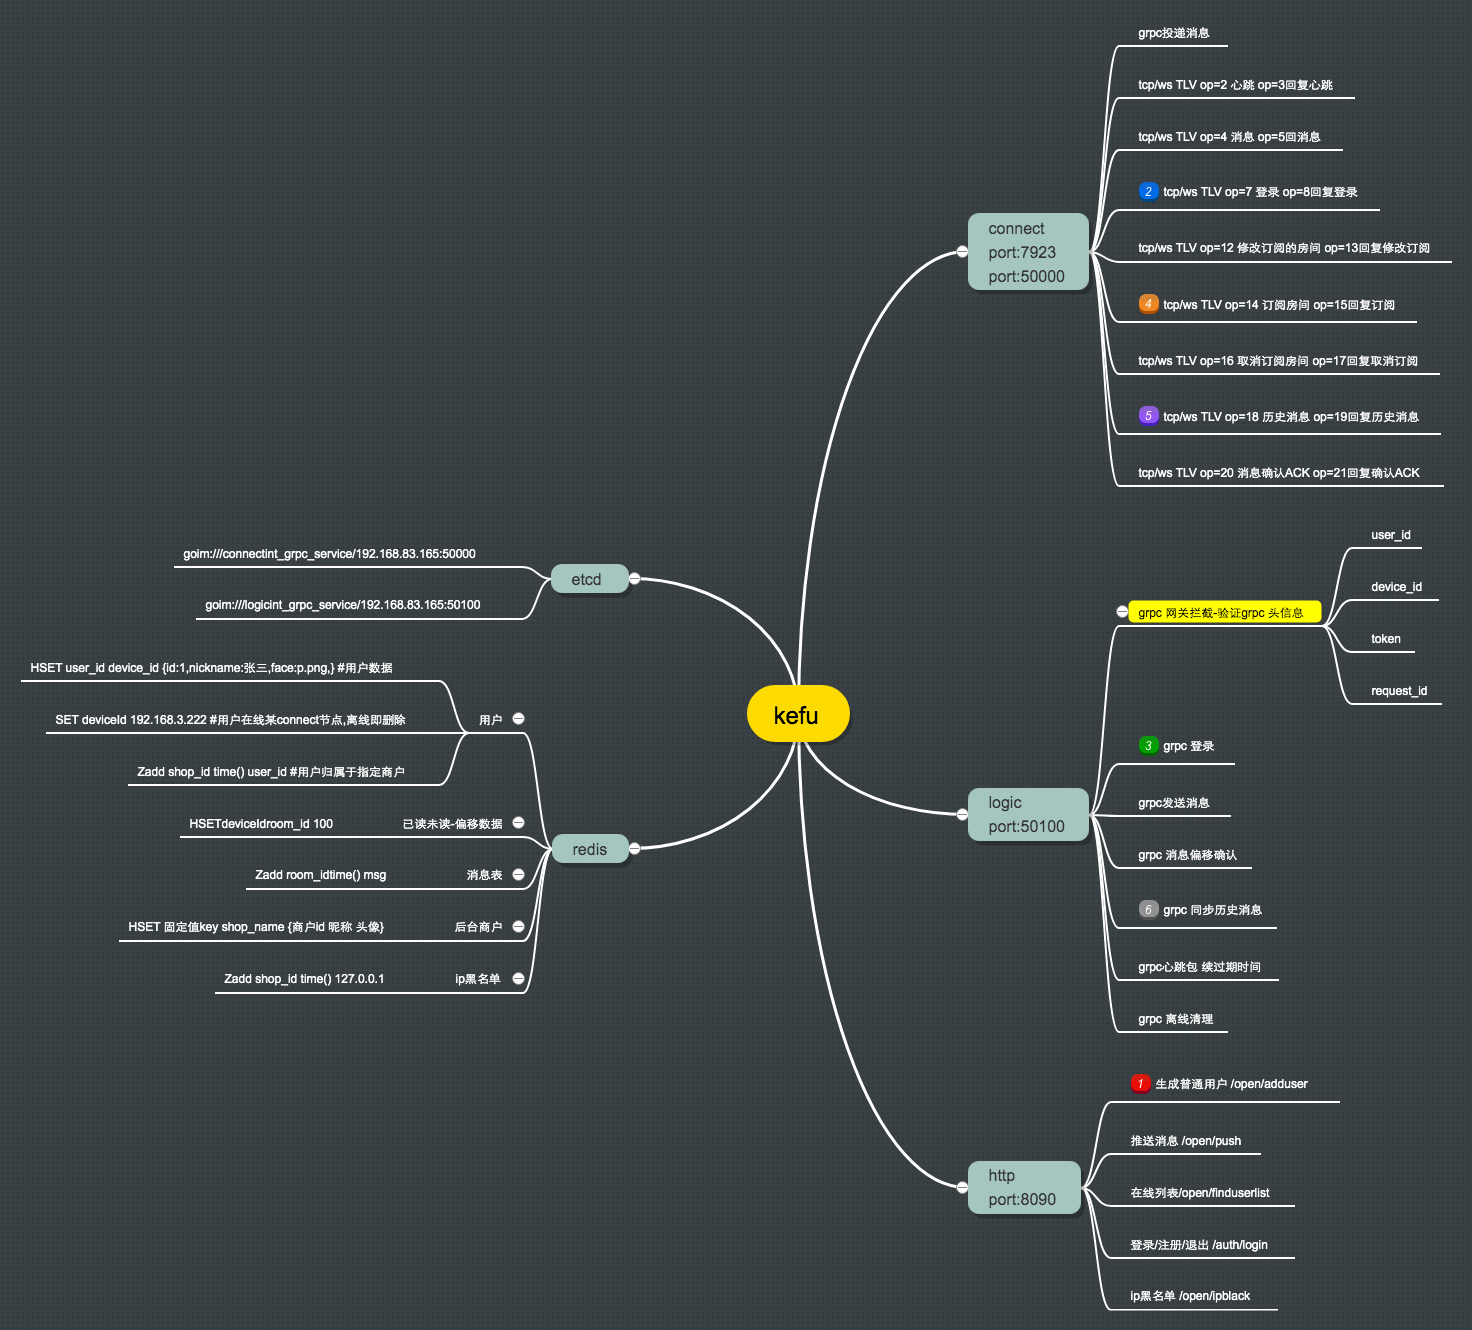 kefu
connect
port:7923
port:50000
grpc投递消息
tcp/ws TLV op=2 心跳 op=3回复心跳
tcp/ws TLV op=4 消息 op=5回消息
2 tcp/ws TLV op=7 登录 op=8回复登录
tcp/ws TLV op=12 修改订阅的房间 op=13回复修改订阅
4 tcp/ws TLV op=14 订阅房间 op=15回复订阅
tcp/ws TLV op=16 取消订阅房间 op=17回复取消订阅
5 tcp/ws TLV op=18 历史消息 op=19回复历史消息
tcp/ws TLV op=20 消息确认ACK op=21回复确认ACK
logic
port:50100
grpc 网关拦截-验证grpc 头信息
user_id
device_id
token
request_id
3 grpc 登录
grpc发送消息
grpc 消息偏移确认
6 grpc 同步历史消息
grpc心跳包 续过期时间
grpc 离线清理
http
port:8090
1 生成普通用户 /open/adduser
推送消息 /open/push
在线列表/open/finduserlist
登录/注册/退出 /auth/login
ip黑名单 /open/ipblack
etcd
goim:///connectint_grpc_service/192.168.83.165:50000
goim:///logicint_grpc_service/192.168.83.165:50100
redis
用户
HSET user_id device_id {id:1,nickname:张三,face:p.png,} #用户数据
SET deviceId 192.168.3.222 #用户在线某connect节点,离线即删除
Zadd shop_id time() user_id #用户归属于指定商户
已读未读-偏移数据
HSETdeviceIdroom_id 100
消息表
Zadd room_idtime() msg
后台商户
HSET 固定值key shop_name {商户id 昵称 头像}
ip黑名单
Zadd shop_id time() 127.0.0.1